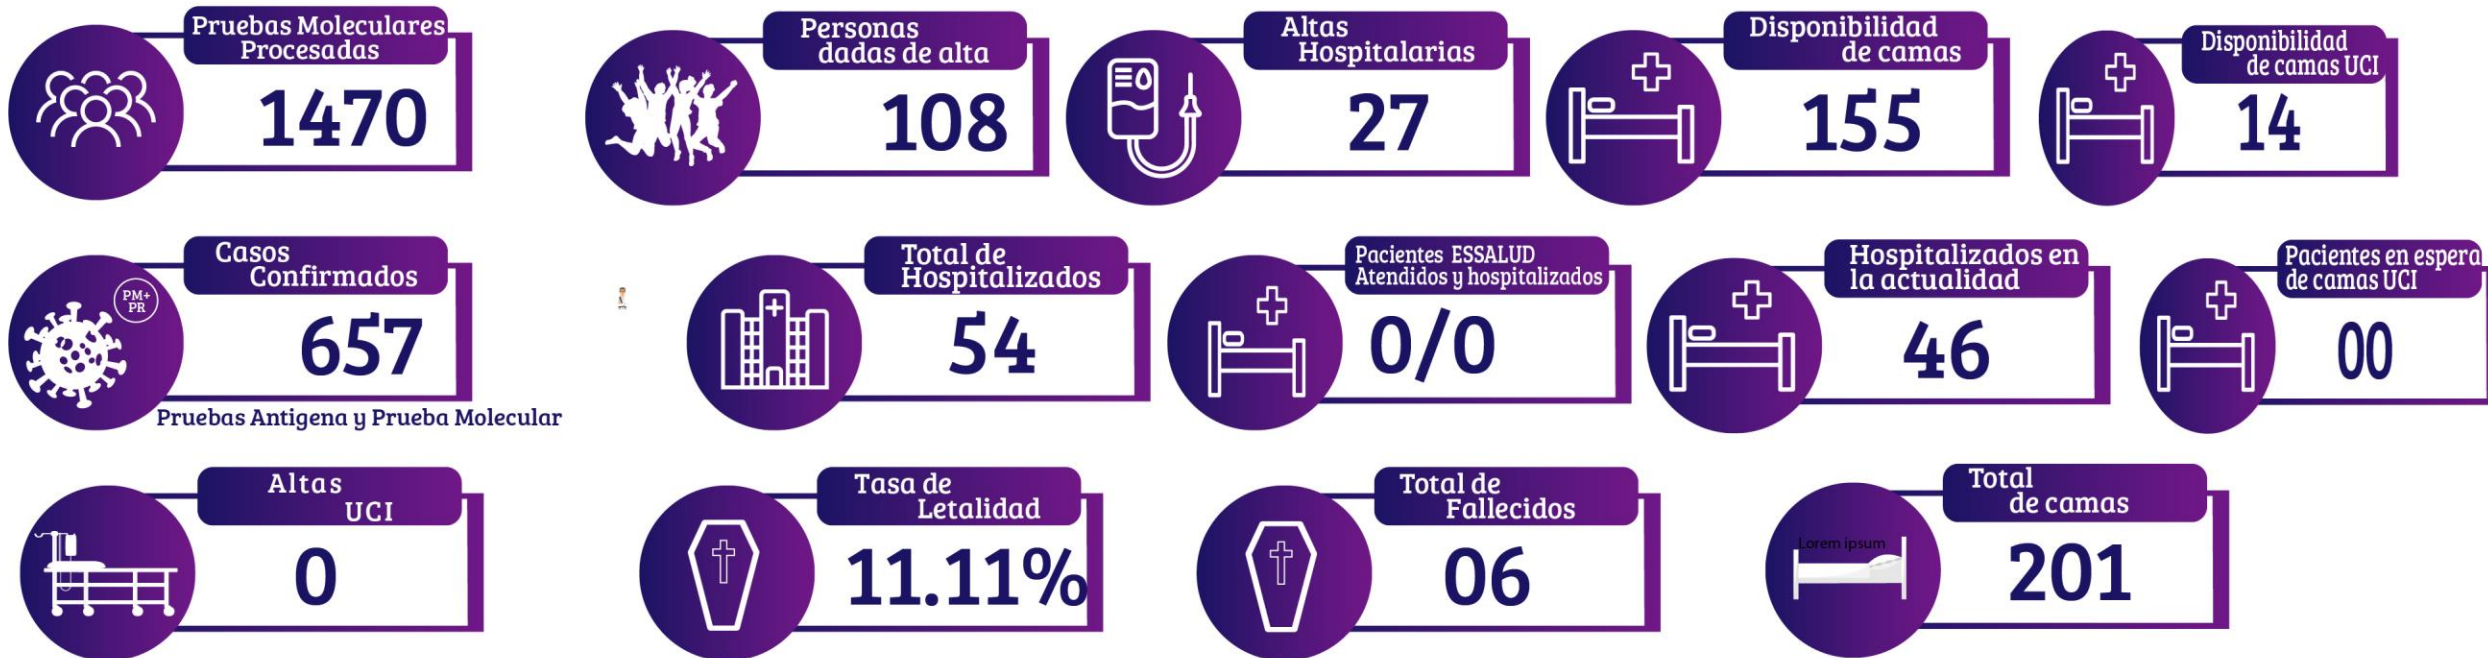 Pruebas Moleculares
Procesadas
1470
Personas
dadas de alta
108
Altas
Hospitalarias
27
Disponibilidad
de camas
155
Disponibilidad
de camas UCI
14
Casos
Confirmados
PM+
PR
657
Pruebas Antigena y Prueba Molecular
Total de
Hospitalizados
54
Pacientes ESSALUD
Atendidos y hospitalizados
0/0
Hospitalizados en
la actualidad
46
Pacientes en espera
de camas UCI
00
Altas
UCI
0
Tasa de
Letalidad
11.11%
Total de
Fallecidos
06
Total
de camas
Lorem ipsum
201